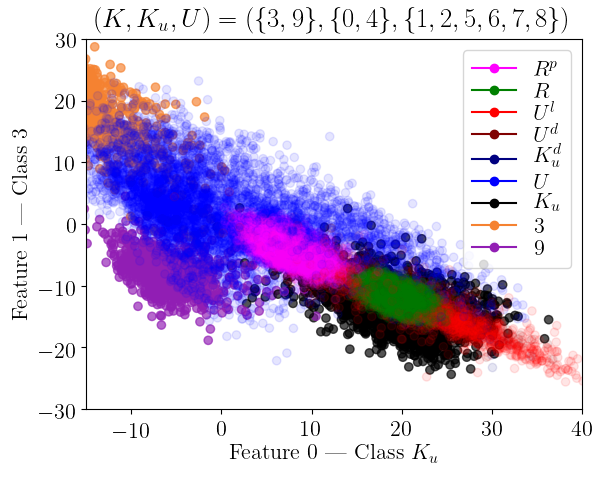 (K, K_u, U) = ({3, 9}, {0, 4}, {1, 2, 5, 6, 7, 8})
R^p
R
U^l
U^d
K_u^d
U
K_u
3
9
30
20
10
0
−10
−20
−30
Feature 1 — Class 3
−10 0 10 20 30 40
Feature 0 — Class K_u